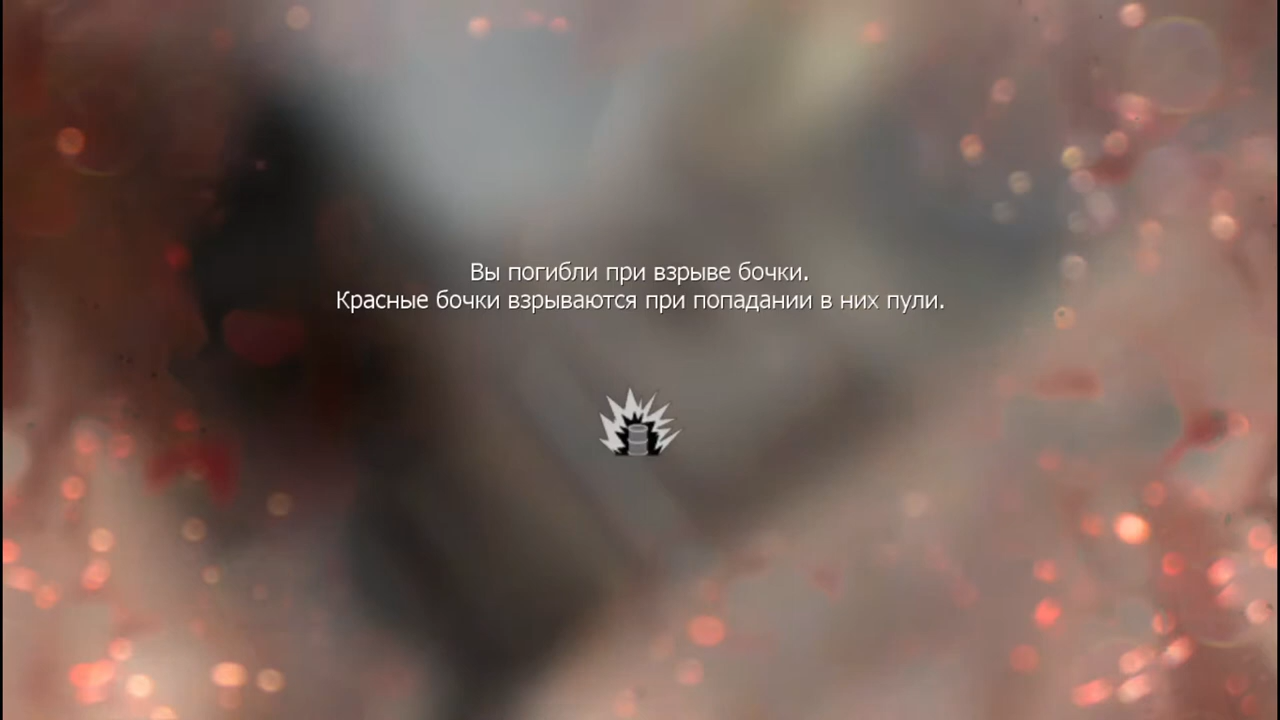 Вы погибли при взрыве бочки.
Красные бочки взрываются при попадании в них пули.